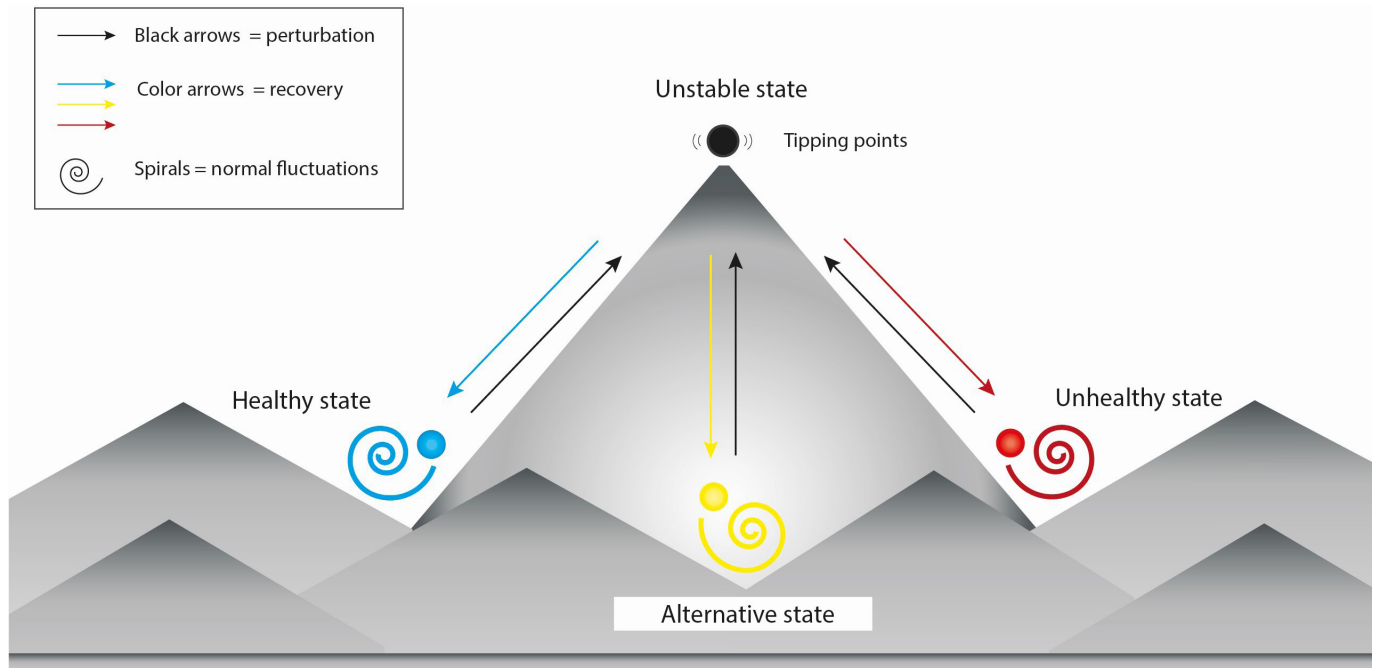 Black arrows = perturbation
Color arrows = recovery
Spirals = normal fluctuations
Unstable state
Tipping points
Healthy state
Unhealthy state
Alternative state